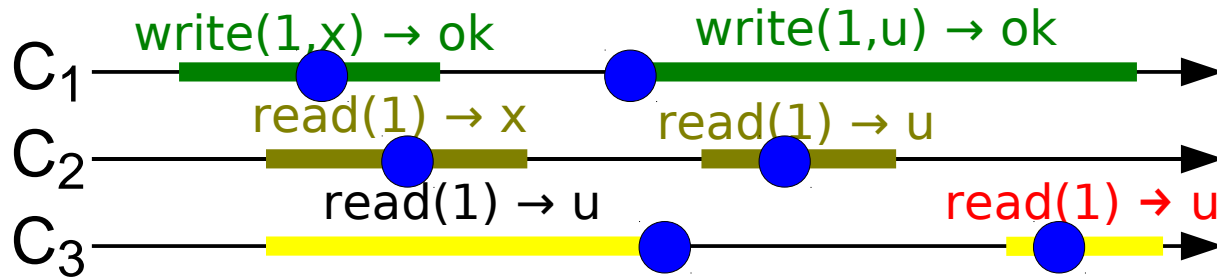 write(1,x) → ok
write(1,u) → ok
C1
read(1) → x
read(1) → u
C2
read(1) → u
read(1) → u
C3